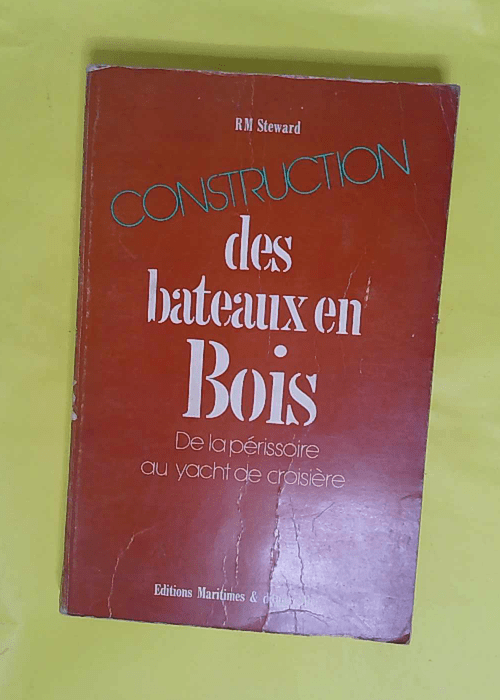 RM Steward
CONSTRUCTION
des
bateaux en
Bois
De la périssoire
au yacht de croisière
Editions Maritimes &